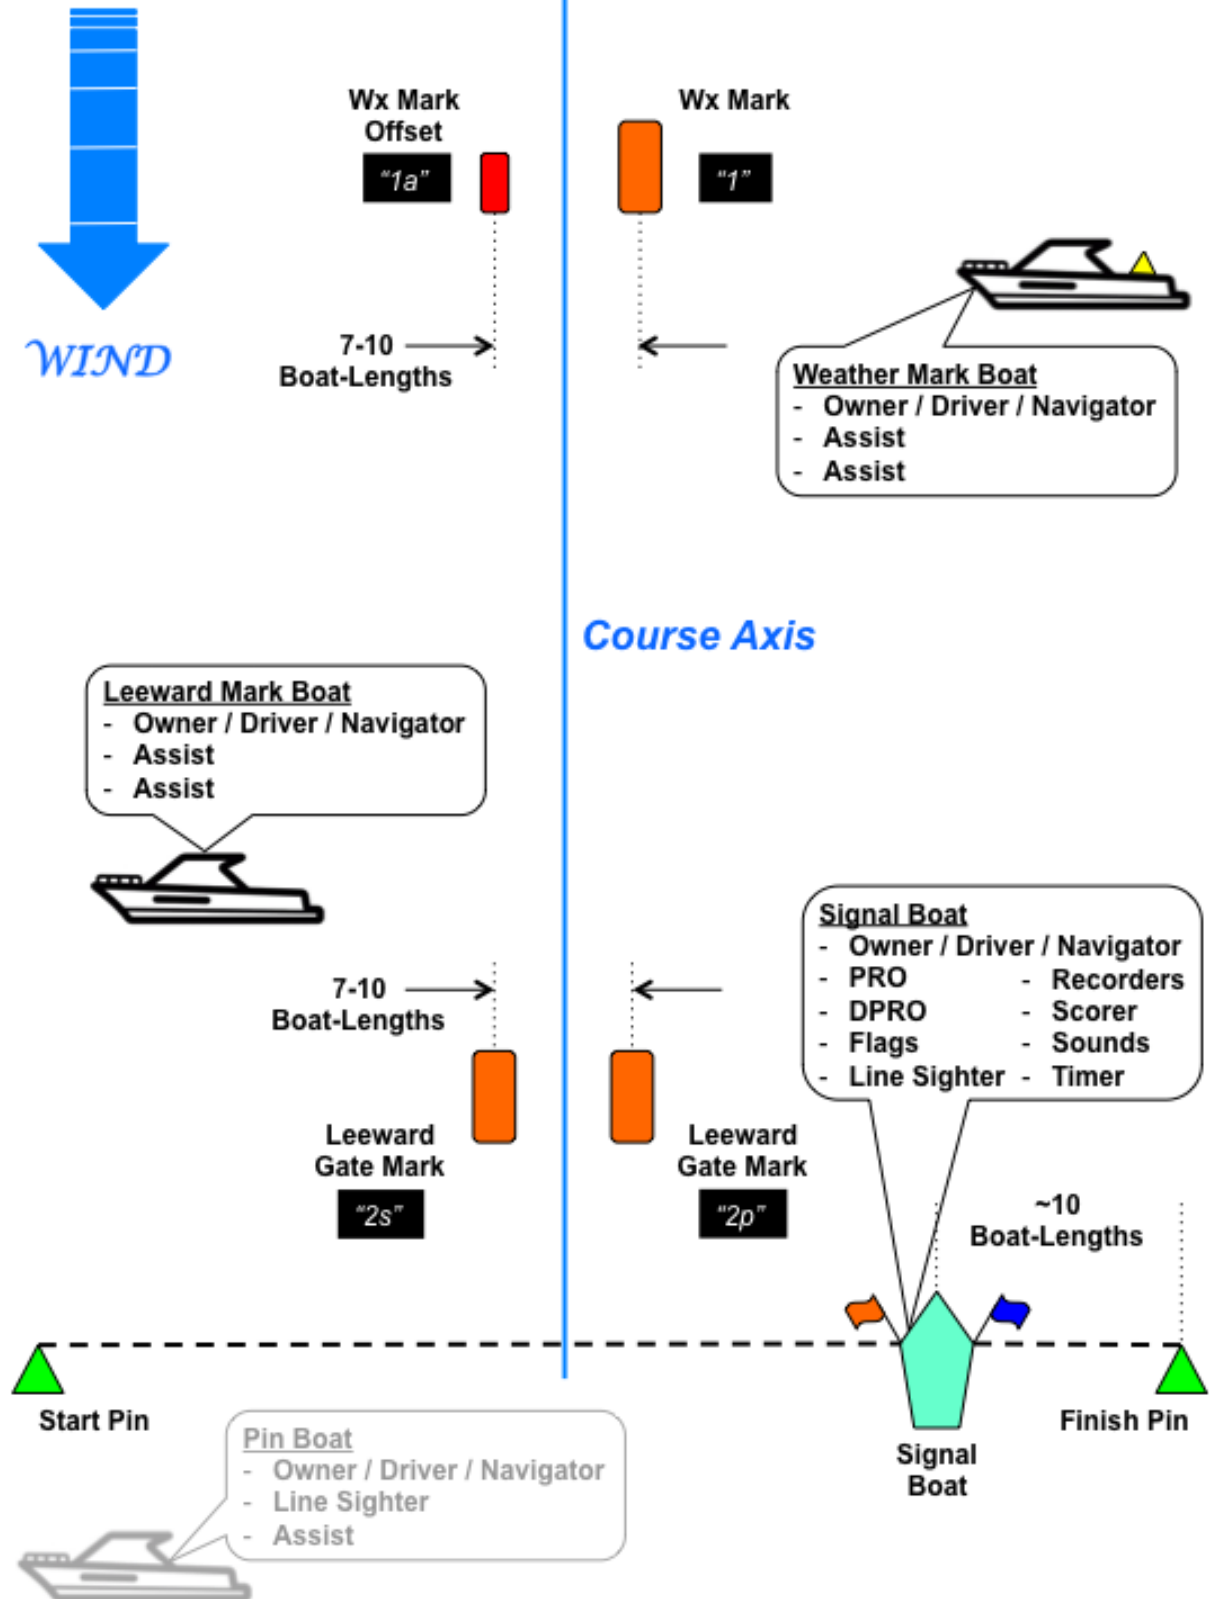 Wx Mark
Offset
“1a”
Wx Mark
“1”
WIND
7-10
Boat-Lengths
Weather Mark Boat
- Owner / Driver / Navigator
- Assist
- Assist
Course Axis
Leeward Mark Boat
- Owner / Driver / Navigator
- Assist
- Assist
Signal Boat
- Owner / Driver / Navigator
- PRO - Recorders
- DPRO - Scorer
- Flags - Sounds
- Line Sighter - Timer
7-10
Boat-Lengths
Leeward
Gate Mark
“2s”
Leeward
Gate Mark
“2p”
~10
Boat-Lengths
Start Pin
Finish Pin
Signal
Boat
Pin Boat
- Owner / Driver / Navigator
- Line Sighter
- Assist